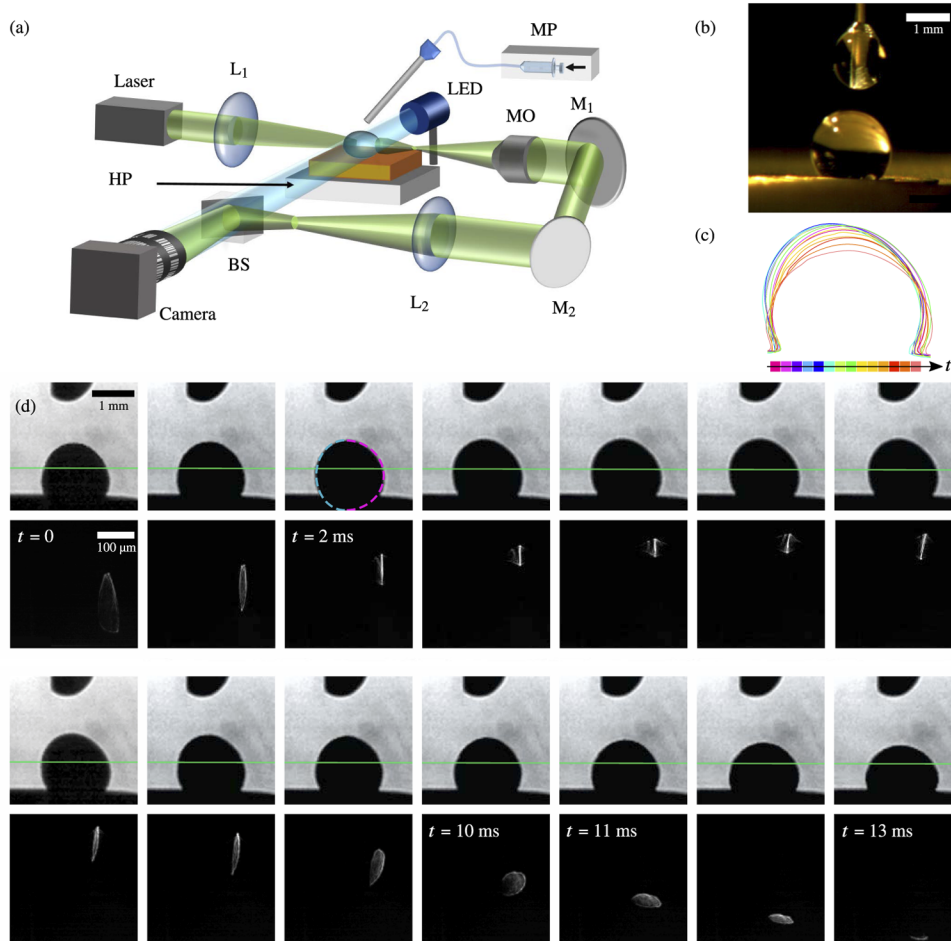 (a)
MP
(b)
1 mm
L₁
Laser
LED
MO
M₁
HP
(c)
BS
L₂
M₂
Camera
t
(d)
1 mm
t = 0
100 μm
t = 2 ms
t = 10 ms
t = 11 ms
t = 13 ms